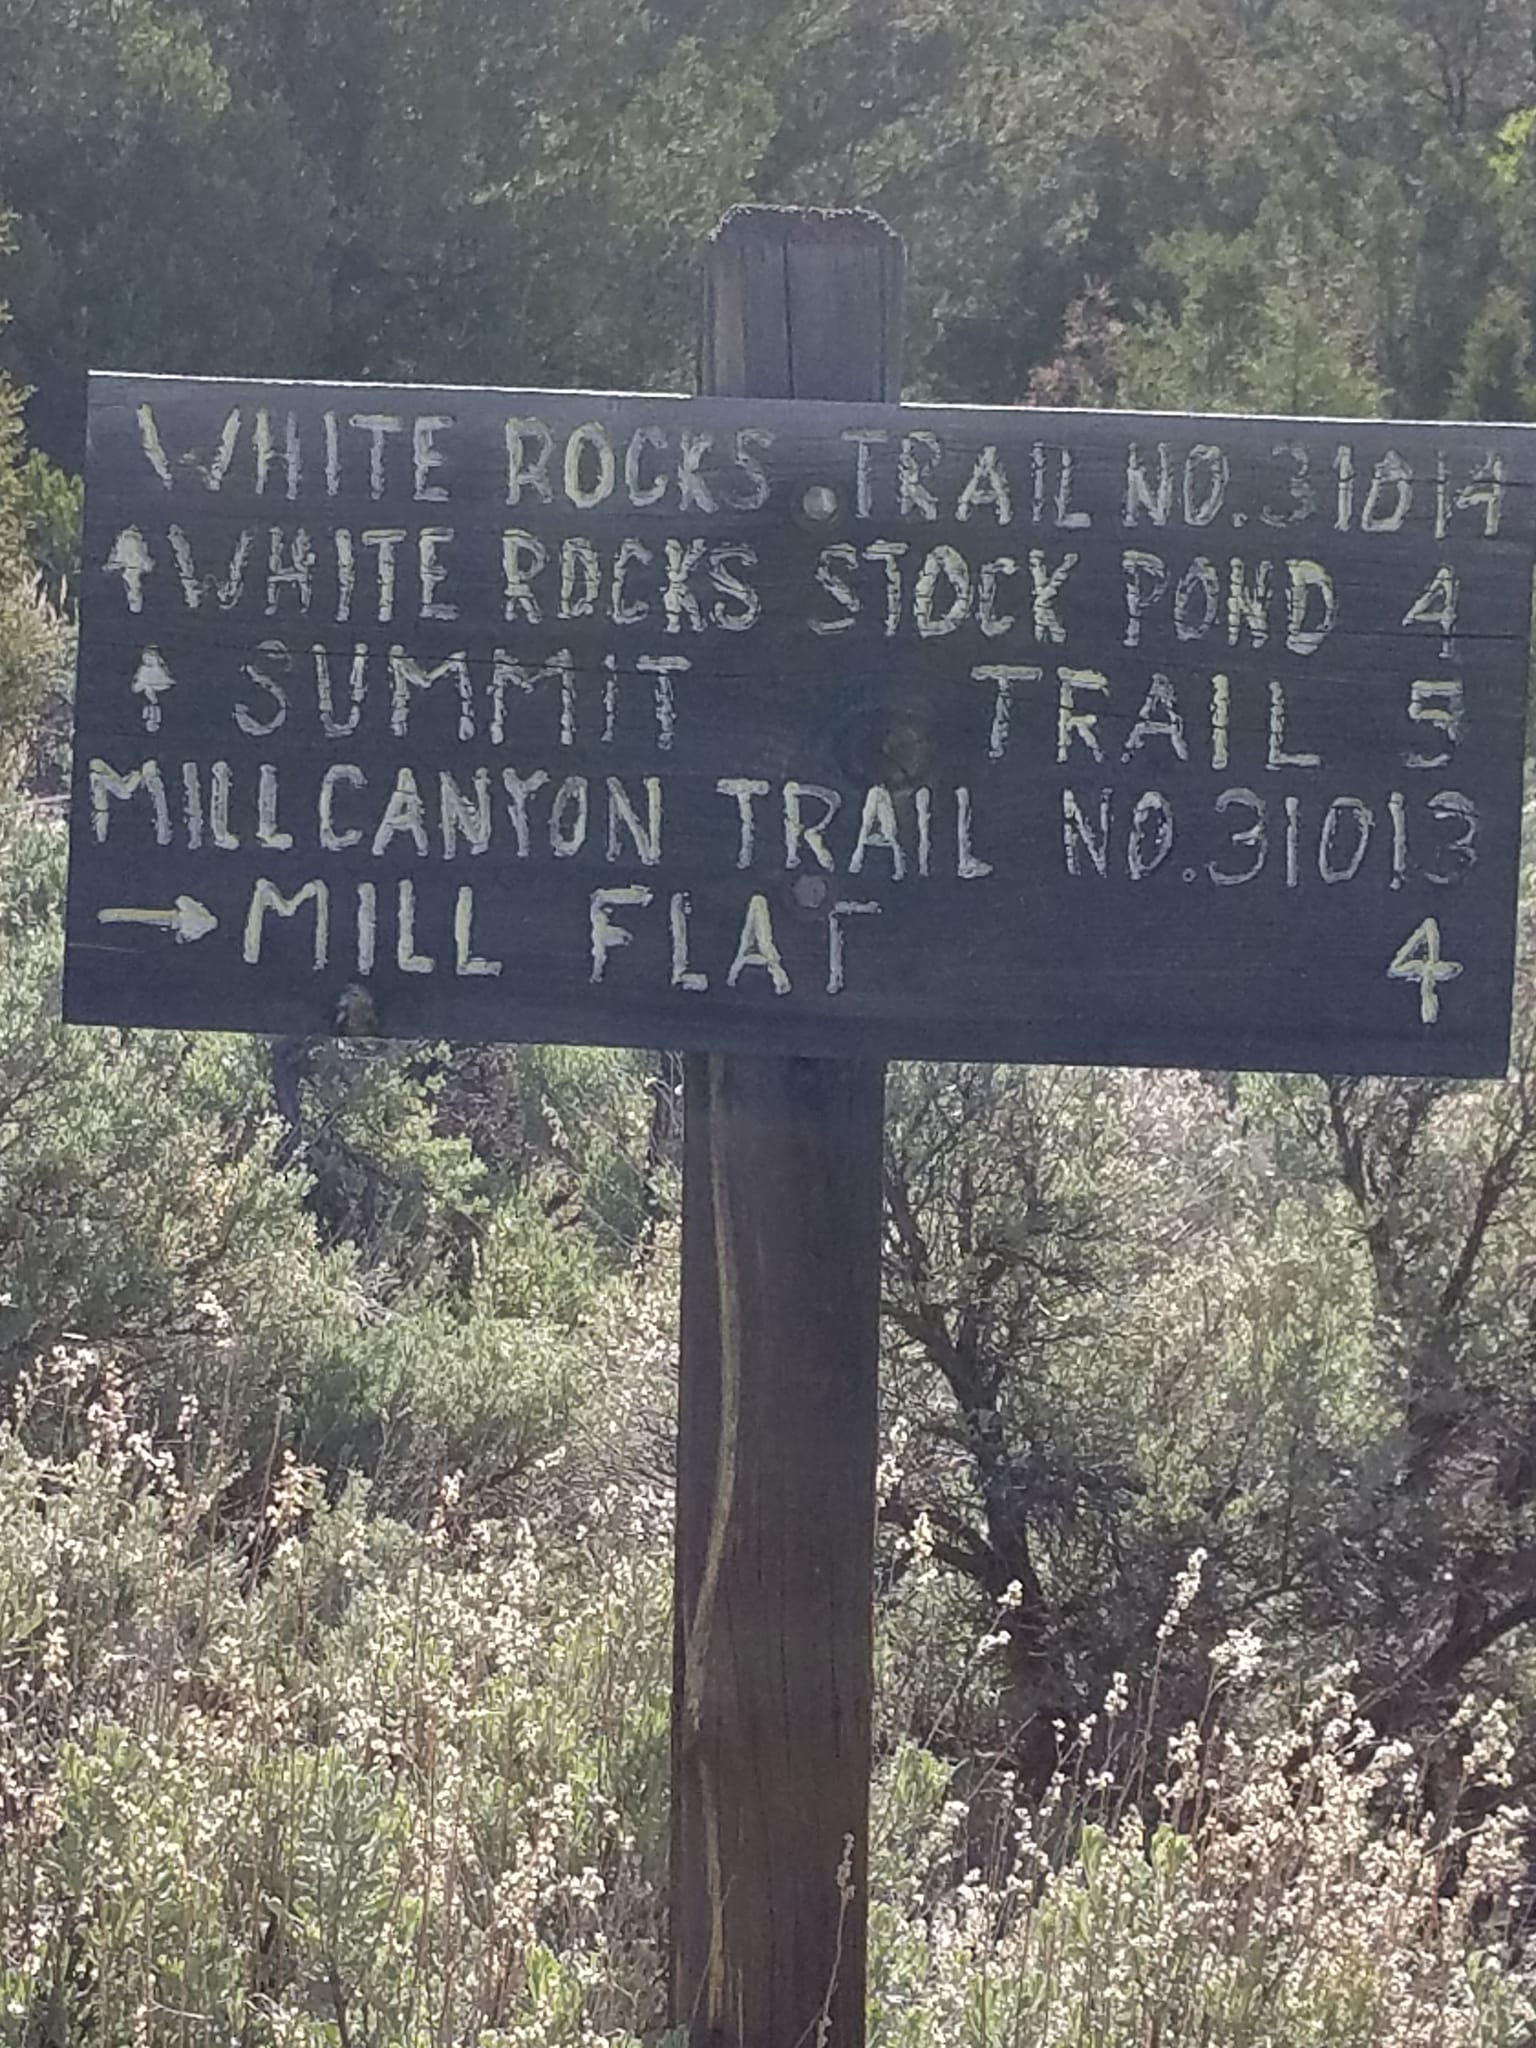 WHITE ROCKS TRAIL NO. 31014
↑ WHITE ROCKS STOCK POND 4
↑ SUMMIT TRAIL 5
MILL CANYON TRAIL NO. 31013
→ MILL FLAT 4